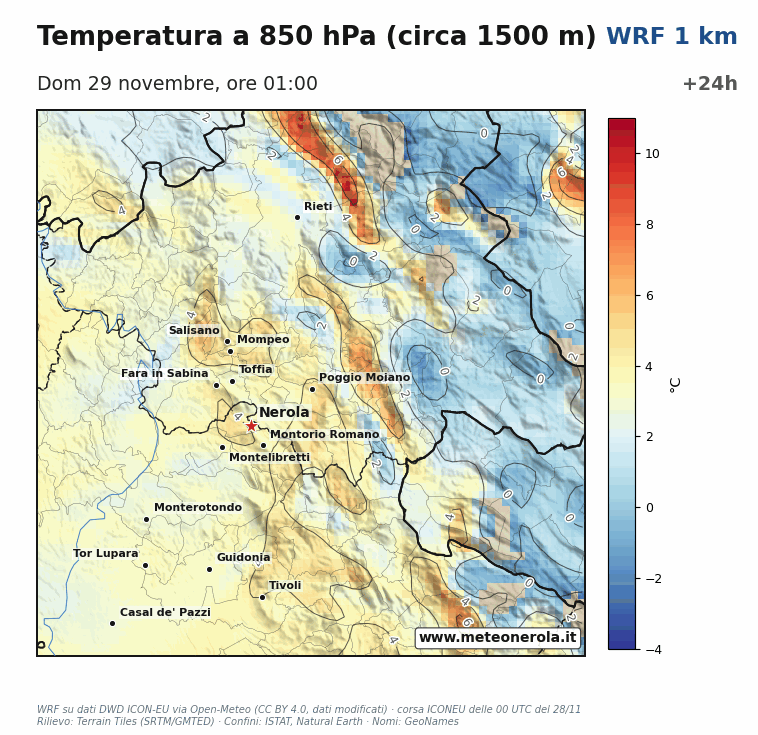 Temperatura a 850 hPa (circa 1500 m) WRF 1 km
Dom 29 novembre, ore 01:00 +24h
Rieti
Salisano
Mompeo
Fara in Sabina
Toffia
Poggio Moiano
Nerola
Montorio Romano
Montelibretti
Monterotondo
Tor Lupara
Guidonia
Tivoli
Casal de' Pazzi
www.meteonerola.it
10
8
6
4
2
0
−2
−4
°C
WRF su dati DWD ICON-EU via Open-Meteo (CC BY 4.0, dati modificati) · corsa ICONEU delle 00 UTC del 28/11
Rilievo: Terrain Tiles (SRTM/GMTED) · Confini: ISTAT, Natural Earth · Nomi: GeoNames